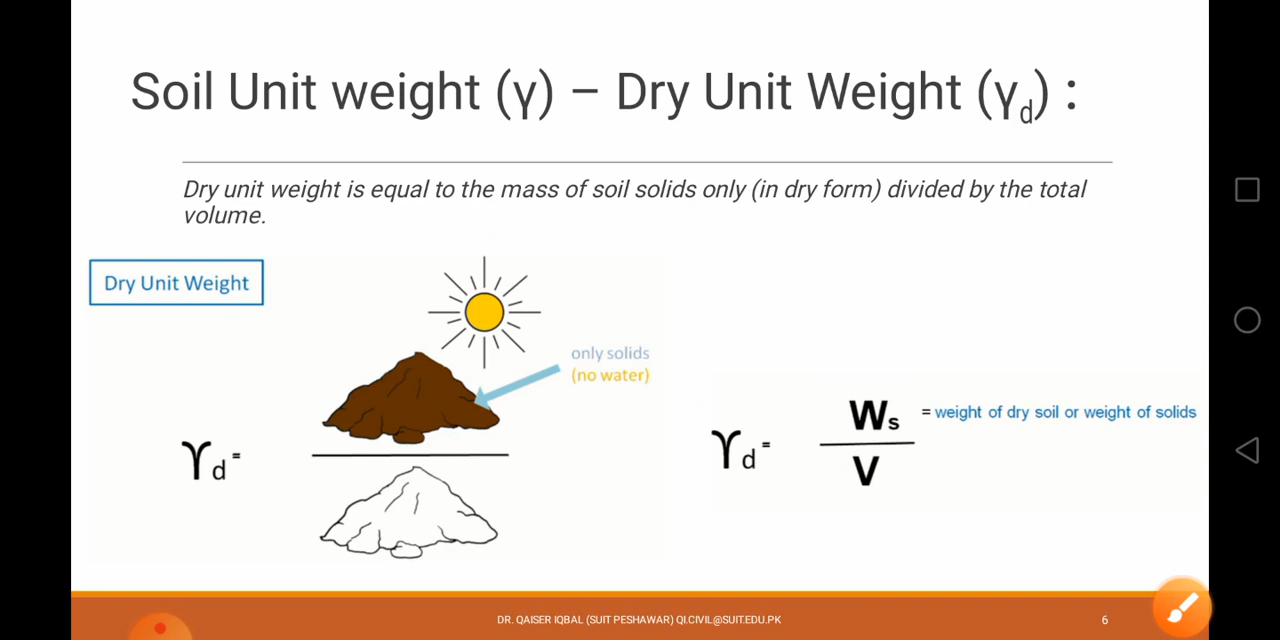 Soil Unit weight (γ) – Dry Unit Weight (γd) :
Dry unit weight is equal to the mass of soil solids only (in dry form) divided by the total
volume.
Dry Unit Weight
only solids
(no water)
γd =
γd = Ws / V
= weight of dry soil or weight of solids
DR. QAISER IQBAL (SUIT PESHAWAR) QI.CIVIL@SUIT.EDU.PK
6